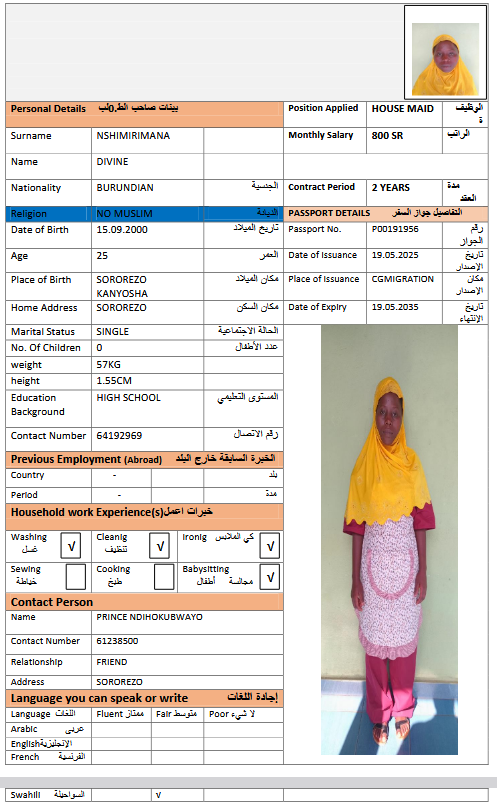 Personal Details بينات صاحب الط.0لب
Position Applied HOUSE MAID الوظيفة
Surname NSHIMIRIMANA
Monthly Salary 800 SR الراتب
Name DIVINE
Nationality BURUNDIAN الجنسية
Contract Period 2 YEARS مدة العقد
Religion NO MUSLIM الديانة
PASSPORT DETAILS التفاصيل جواز السفر
Date of Birth 15.09.2000 تاريخ الميلاد
Passport No. P00191956 رقم الجواز
Age 25 العمر
Date of Issuance 19.05.2025 تاريخ الإصدار
Place of Birth SOROREZO KANYOSHA مكان الميلاد
Place of Issuance CGMIGRATION مكان الإصدار
Home Address SOROREZO مكان السكن
Date of Expiry 19.05.2035 تاريخ الإنتهاء
Marital Status SINGLE الحالة الاجتماعية
No. Of Children 0 عدد الأطفال
weight 57KG
height 1.55CM
Education Background HIGH SCHOOL المستوى التعليمي
Contact Number 64192969 رقم الاتصال
Previous Employment (Abroad) الخبرة السابقة خارج البلد
Country - بلد
Period - مدة
Household work Experience(s) خبرات اعمل
Washing غسل √ Cleanig تنظيف √ Ironig كي الملابس √
Sewing خياطة Cooking طبخ Babysitting مجالسة أطفال √
Contact Person
Name PRINCE NDIHOKUBWAYO
Contact Number 61238500
Relationship FRIEND
Address SOROREZO
Language you can speak or write إجادة اللغات
Language اللغات Fluent ممتاز Fair متوسط Poor لا شيء
Arabic عربى
English الإنجليزية
French الفرنسية
Swahili السواحيلة √